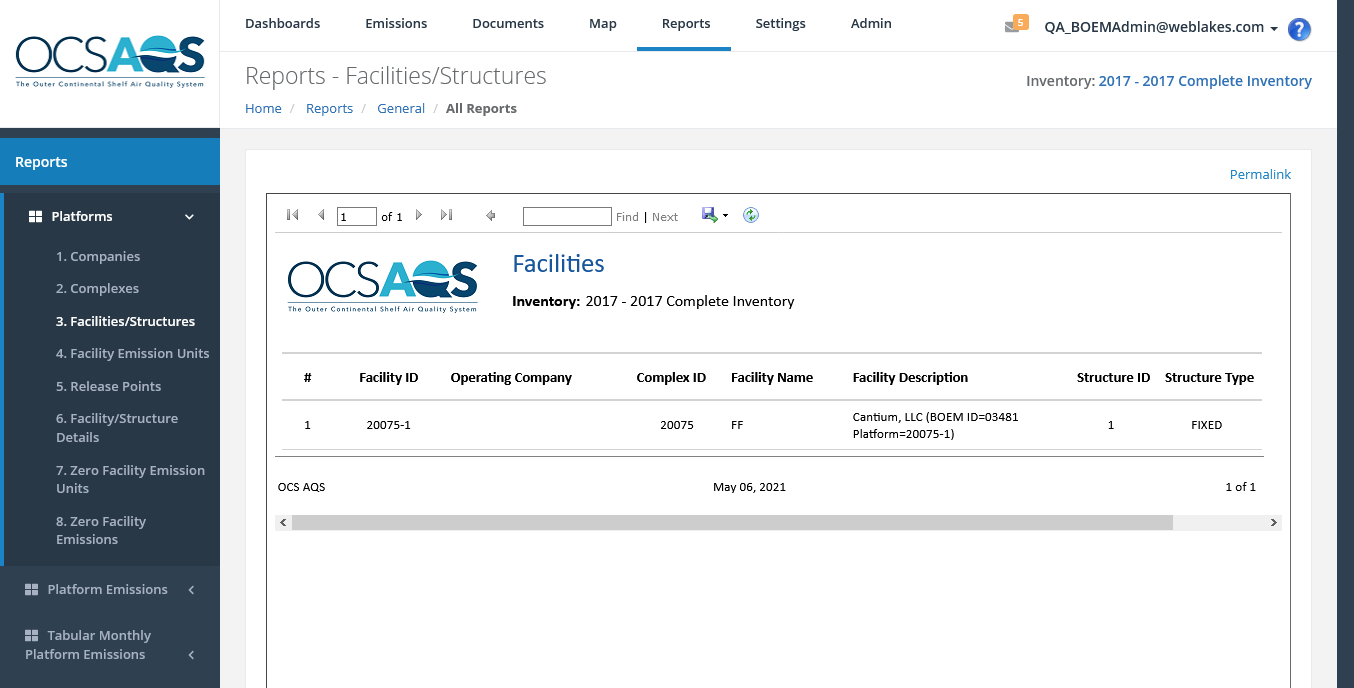 OCSAQS
The Outer Continental Shelf Air Quality System
Dashboards Emissions Documents Map Reports Settings Admin
5
QA_BOEMAdmin@weblakes.com
?
Reports - Facilities/Structures
Inventory: 2017 - 2017 Complete Inventory
Home / Reports / General / All Reports
Reports
Platforms
1. Companies
2. Complexes
3. Facilities/Structures
4. Facility Emission Units
5. Release Points
6. Facility/Structure
Details
7. Zero Facility Emission
Units
8. Zero Facility
Emissions
Platform Emissions
Tabular Monthly
Platform Emissions
Permalink
1 of 1 Find | Next
OCSAQS
The Outer Continental Shelf Air Quality System
Facilities
Inventory: 2017 - 2017 Complete Inventory
# Facility ID Operating Company Complex ID Facility Name Facility Description Structure ID Structure Type
1 20075-1 20075 FF Cantium, LLC (BOEM ID=03481 1 FIXED
Platform=20075-1)
OCS AQS May 06, 2021 1 of 1